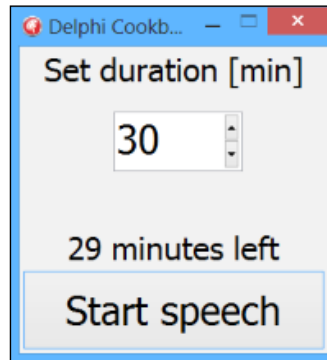 Delphi Cookb...
Set duration [min]
30
29 minutes left
Start speech